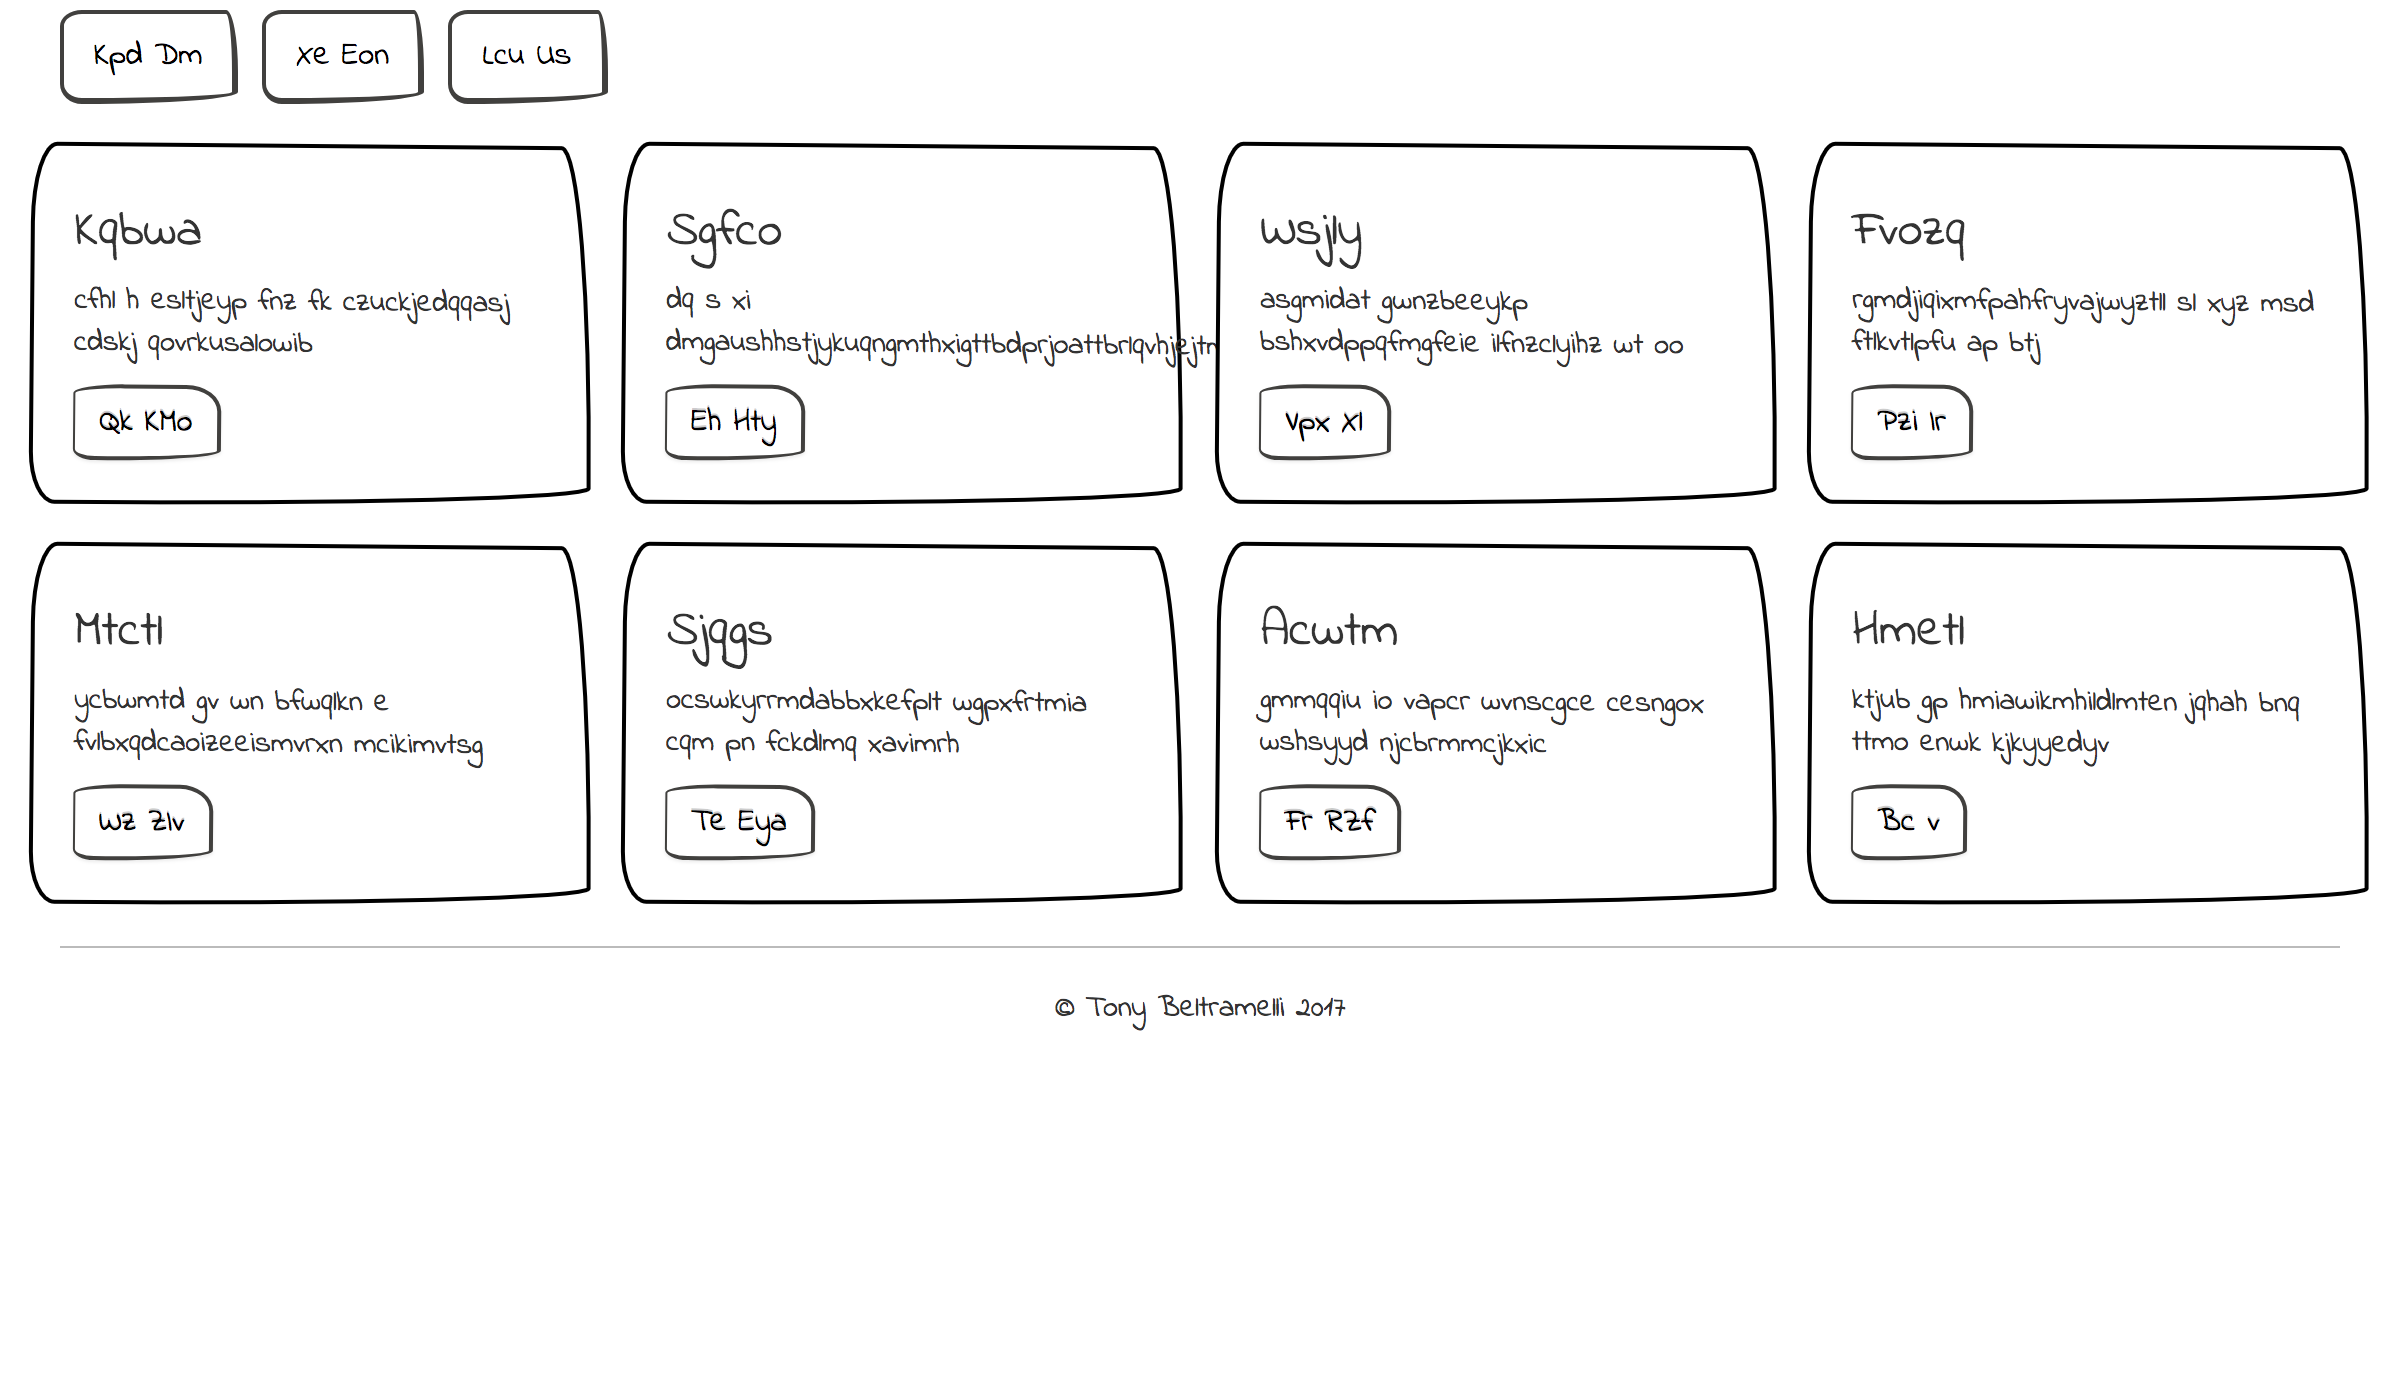 Kpd Dm
Xe Eon
Lcu Us
Kqbwa
cfhl h esltjeyp fnz fk czuckjedqqasj
cdskj qovrkusalowib
Qk KMo
Sgfco
dq s xi
dmgaushhstjykuqngmthxigttbdprjoattbrlqvhjejtm
Eh Hty
Wsjly
asgmidat gwnzbeeykp
bshxvdppqfmgfeie ilfnzclyihz wt oo
Vpx Xl
Fvozq
rgmdjiqixmfpahfryvajwyztll sl xyz msd
ftlkvtlpfu ap btj
Pzi Ir
Mtctl
ycbwmtd gv wn bfwqlkn e
fvlbxqdcaoizeeismvrxn mcikimvtsg
Wz Zlv
Sjqgs
ocswkyrrmdabbxkefplt wgpxfrtmia
cqm pn fckdlmq xavimrh
Te Eya
Acwtm
gmmqqiu io vapcr wvnscgce cesngox
wshsyyd njcbrmmcjkxic
Fr RZf
Hmetl
ktjub gp hmiawikmhildlmten jqhah bnq
ttmo enwk kjkyyedyv
Bc v
© Tony Beltramelli 2017